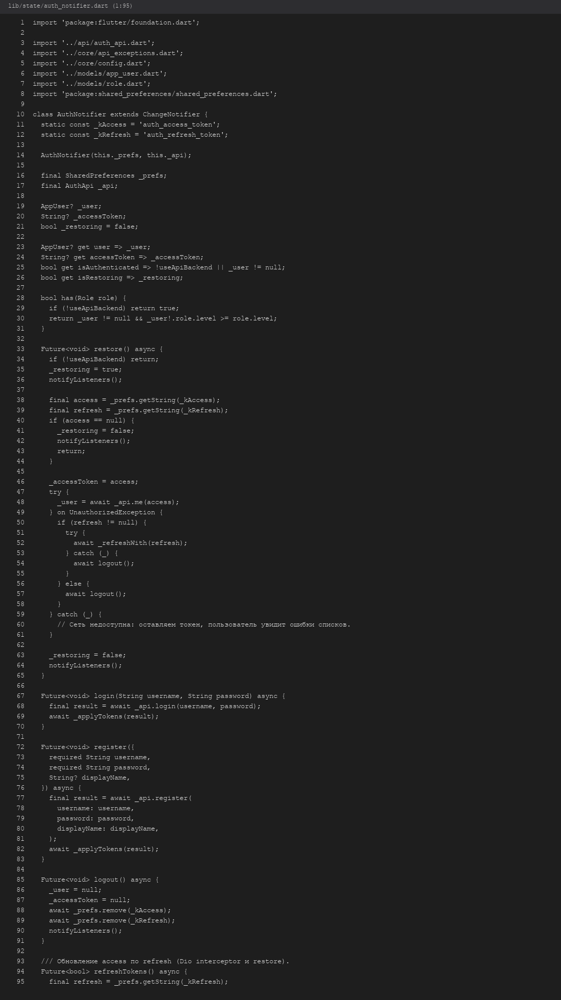 lib/state/auth_notifier.dart (1:95)
1 import 'package:flutter/foundation.dart';
2
3 import '../api/auth_api.dart';
4 import '../core/api_exceptions.dart';
5 import '../core/config.dart';
6 import '../models/app_user.dart';
7 import '../models/role.dart';
8 import 'package:shared_preferences/shared_preferences.dart';
9
10 class AuthNotifier extends ChangeNotifier {
11   static const _kAccess = 'auth_access_token';
12   static const _kRefresh = 'auth_refresh_token';
13
14   AuthNotifier(this._prefs, this._api);
15
16   final SharedPreferences _prefs;
17   final AuthApi _api;
18
19   AppUser? _user;
20   String? _accessToken;
21   bool _restoring = false;
22
23   AppUser? get user => _user;
24   String? get accessToken => _accessToken;
25   bool get isAuthenticated => !useApiBackend || _user != null;
26   bool get isRestoring => _restoring;
27
28   bool has(Role role) {
29     if (!useApiBackend) return true;
30     return _user != null && _user!.role.level >= role.level;
31   }
32
33   Future<void> restore() async {
34     if (!useApiBackend) return;
35     _restoring = true;
36     notifyListeners();
37
38     final access = _prefs.getString(_kAccess);
39     final refresh = _prefs.getString(_kRefresh);
40     if (access == null) {
41       _restoring = false;
42       notifyListeners();
43       return;
44     }
45
46     _accessToken = access;
47     try {
48       _user = await _api.me(access);
49     } on UnauthorizedException {
50       if (refresh != null) {
51         try {
52           await _refreshWith(refresh);
53         } catch (_) {
54           await logout();
55         }
56       } else {
57         await logout();
58       }
59     } catch (_) {
60       // Сеть недоступна: оставляем токен, пользователь увидит ошибки списков.
61     }
62
63     _restoring = false;
64     notifyListeners();
65   }
66
67   Future<void> login(String username, String password) async {
68     final result = await _api.login(username, password);
69     await _applyTokens(result);
70   }
71
72   Future<void> register({
73     required String username,
74     required String password,
75     String? displayName,
76   }) async {
77     final result = await _api.register(
78       username: username,
79       password: password,
80       displayName: displayName,
81     );
82     await _applyTokens(result);
83   }
84
85   Future<void> logout() async {
86     _user = null;
87     _accessToken = null;
88     await _prefs.remove(_kAccess);
89     await _prefs.remove(_kRefresh);
90     notifyListeners();
91   }
92
93   /// Обновление access по refresh (Dio interceptor и restore).
94   Future<bool> refreshTokens() async {
95     final refresh = _prefs.getString(_kRefresh);